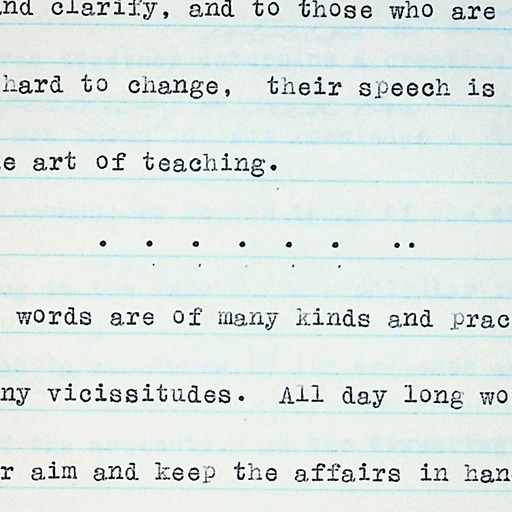 nd clarify, and to those who are
hard to change, their speech is
e art of teaching.
. . . . . . ..
words are of many kinds and prac
ny vicissitudes. All day long wo
r aim and keep the affairs in han